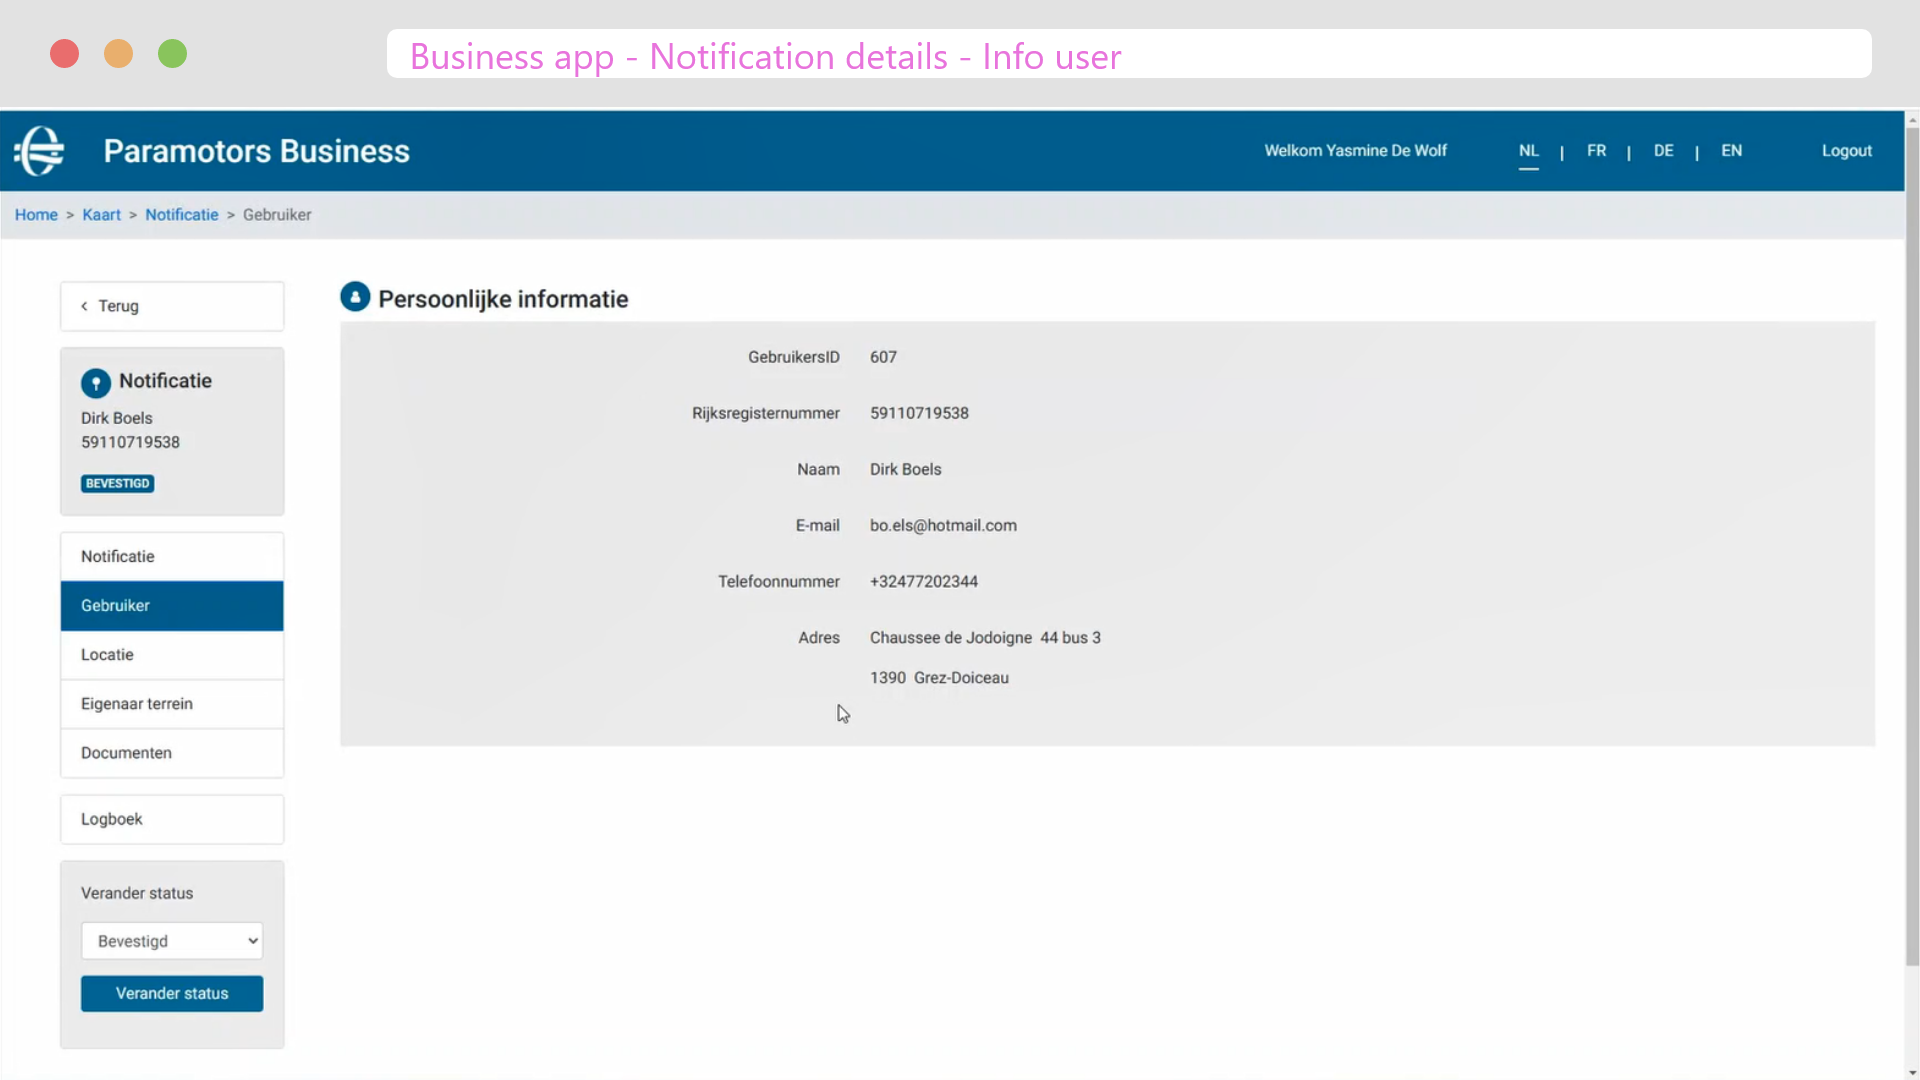 Business app - Notification details - Info user
Paramotors Business
Welkom Yasmine De Wolf
NL | FR | DE | EN
Logout
Home > Kaart > Notificatie > Gebruiker
< Terug
Notificatie
Dirk Boels
59110719538
BEVESTIGD
Notificatie
Gebruiker
Locatie
Eigenaar terrein
Documenten
Logboek
Verander status
Bevestigd
Verander status
Persoonlijke informatie
GebruikersID 607
Rijksregisternummer 59110719538
Naam Dirk Boels
E-mail bo.els@hotmail.com
Telefoonnummer +32477202344
Adres Chaussee de Jodoigne 44 bus 3
1390 Grez-Doiceau